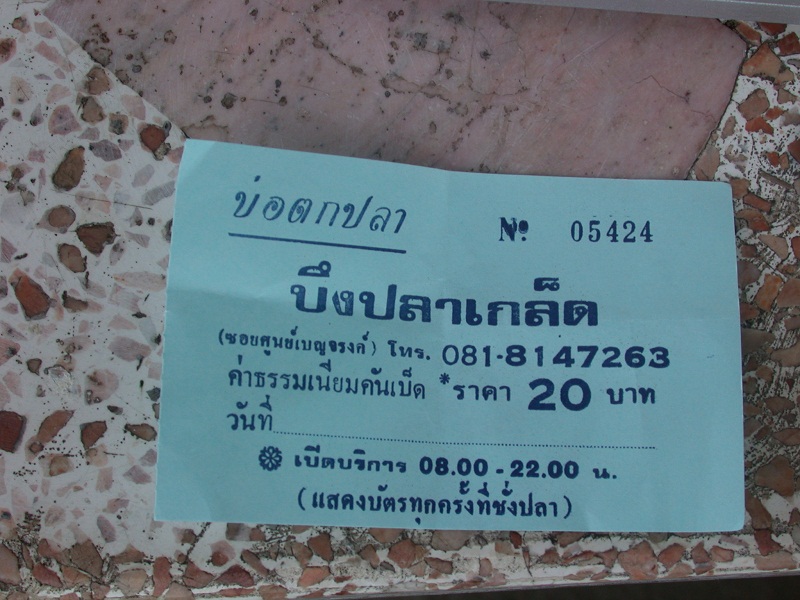 บ่อตกปลา
Nº 05424
บึงปลาเกล็ด
(ซอยศูนย์เบญจรงค์) โทร. 081-8147263
ค่าธรรมเนียมคันเบ็ด *ราคา 20 บาท
วันที่
เปิดบริการ 08.00 - 22.00 น.
(แสดงบัตรทุกครั้งที่ชั่งปลา)